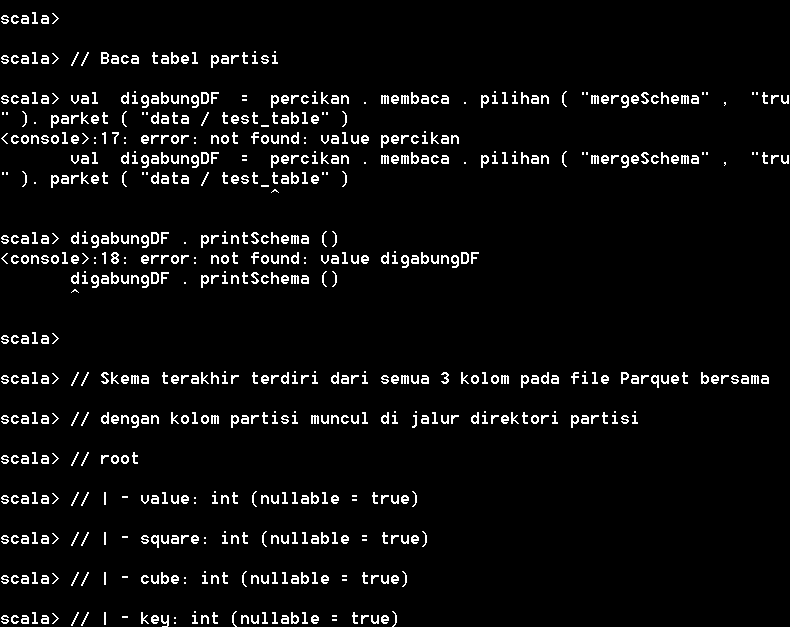 scala>
scala> // Baca tabel partisi
scala> val  digabungDF  =  percikan . membaca . pilihan ( "mergeSchema" ,  "tru
" ). parket ( "data / test_table" )
<console>:17: error: not found: value percikan
       val  digabungDF  =  percikan . membaca . pilihan ( "mergeSchema" ,  "tru
" ). parket ( "data / test_table" )
                           ^
scala> digabungDF . printSchema ()
<console>:18: error: not found: value digabungDF
       digabungDF . printSchema ()
       ^
scala>
scala> // Skema terakhir terdiri dari semua 3 kolom pada file Parquet bersama
scala> // dengan kolom partisi muncul di jalur direktori partisi
scala> // root
scala> // | - value: int (nullable = true)
scala> // | - square: int (nullable = true)
scala> // | - cube: int (nullable = true)
scala> // | - key: int (nullable = true)